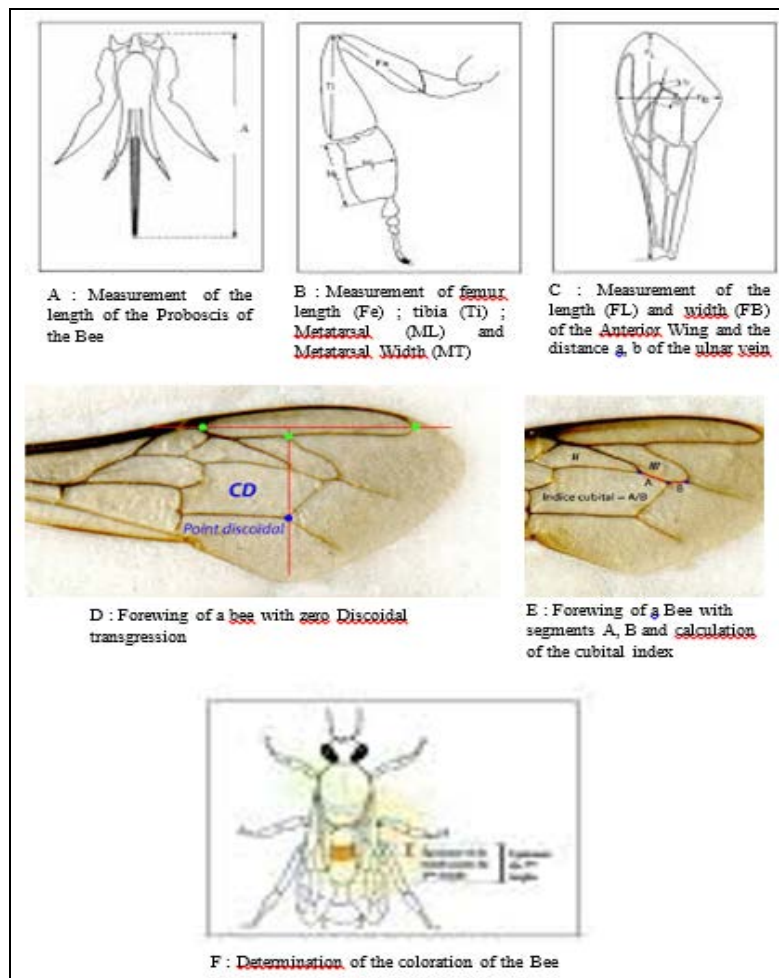 A
A : Measurement of the
length of the Proboscis of
the Bee
Fe
Ti
B : Measurement of femur
length (Fe) ; tibia (Ti) ;
Metatarsal (ML) and
Metatarsal Width (MT)
C : Measurement of the
length (FL) and width (FB)
of the Anterior Wing and the
distance a, b of the ulnar vein
CD
Point discoidal
D : Forewing of a bee with zero Discoidal
transgression
II
III
A
B
Indice cubital = A/B
E : Forewing of a Bee with
segments A, B and calculation
of the cubital index
F : Determination of the coloration of the Bee